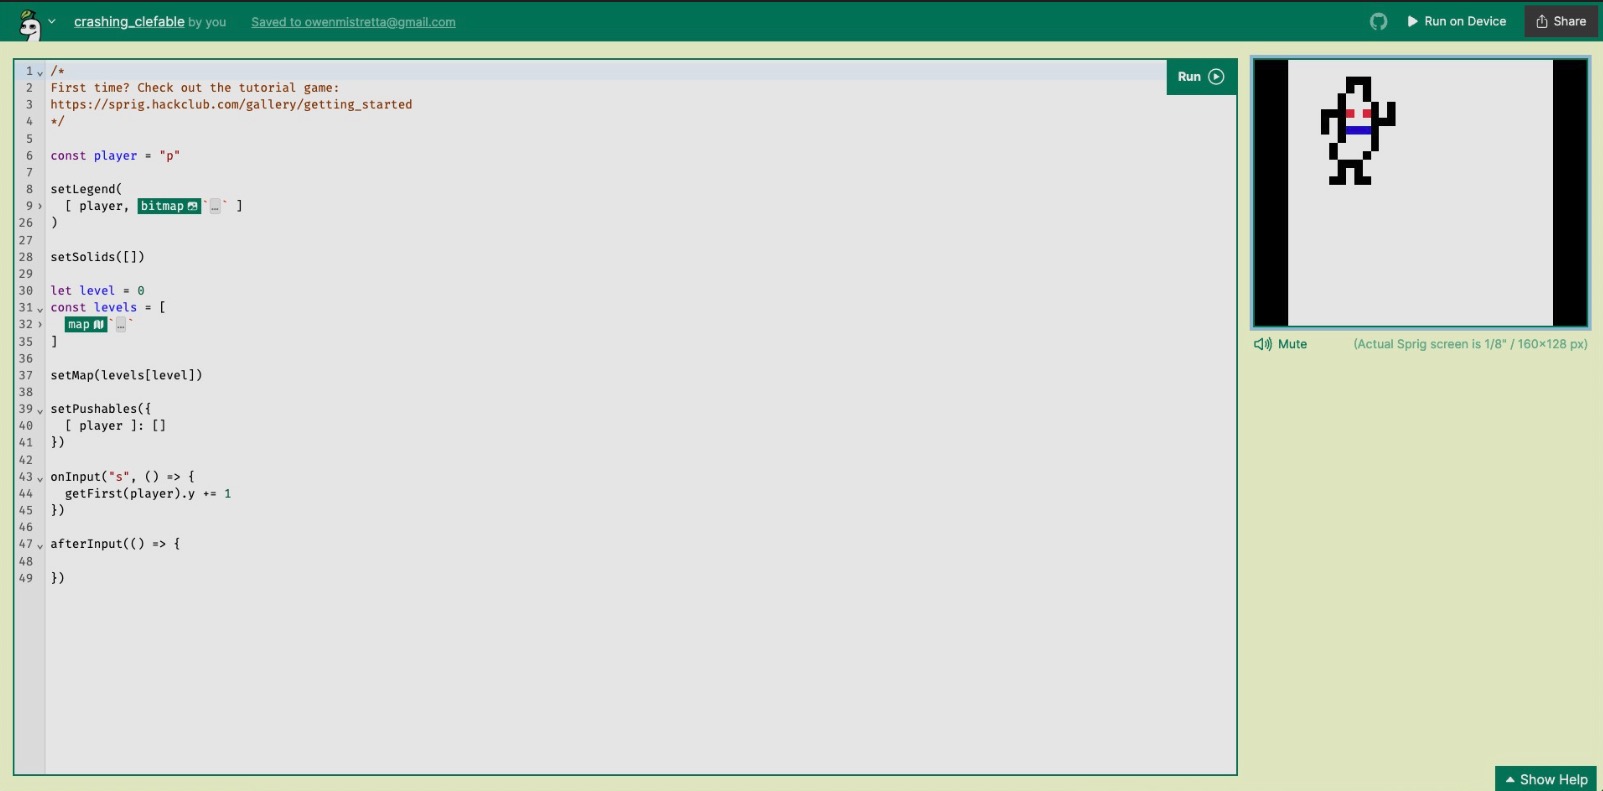 crashing_clefable by you Saved to owenmistretta@gmail.com Run on Device Share
1 /*
2 First time? Check out the tutorial game:
3 https://sprig.hackclub.com/gallery/getting_started
4 */
5
6 const player = "p"
7
8 setLegend(
9 [ player, bitmap`…` ]
26 )
27
28 setSolids([])
29
30 let level = 0
31 const levels = [
32 map`…`
35 ]
36
37 setMap(levels[level])
38
39 setPushables({
40 [ player ]: []
41 })
42
43 onInput("s", () => {
44 getFirst(player).y += 1
45 })
46
47 afterInput(() => {
48
49 })
Run
Mute (Actual Sprig screen is 1/8" / 160×128 px)
Show Help